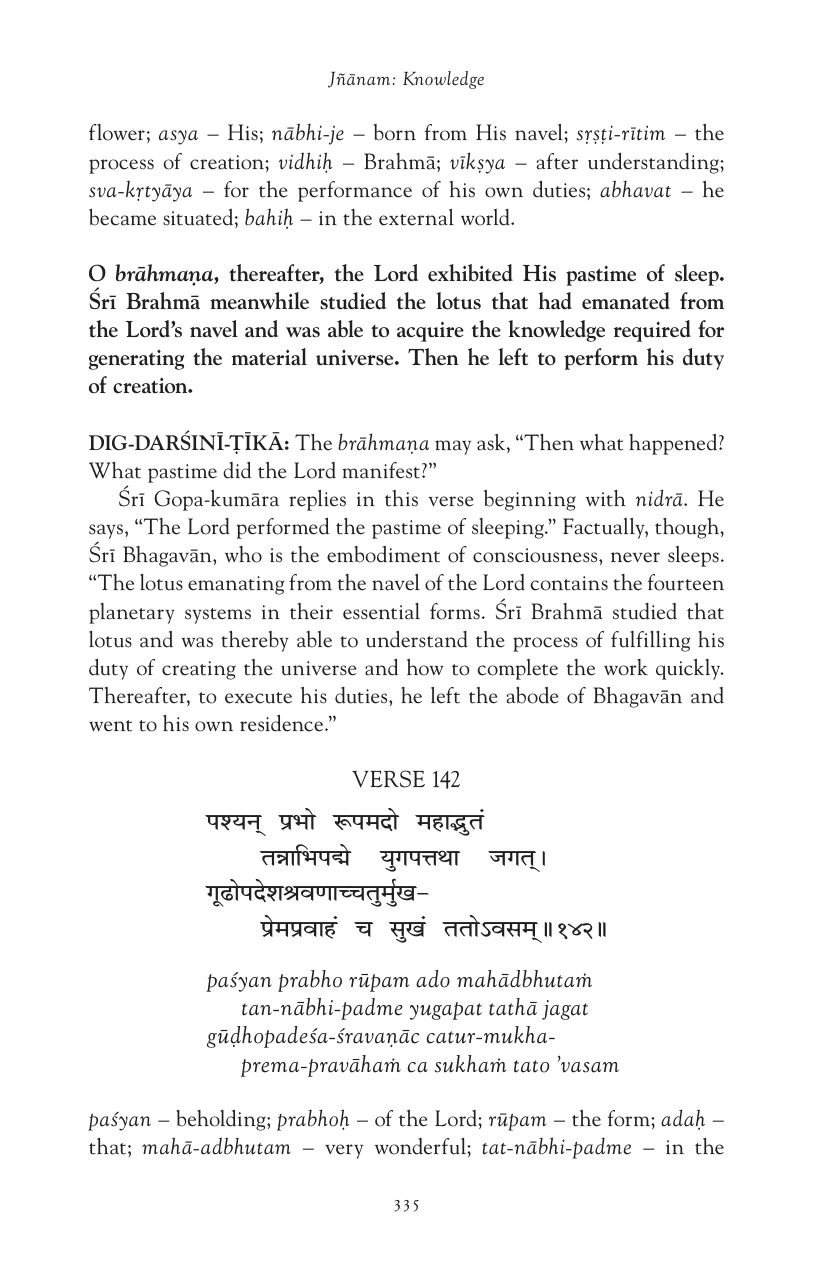 Jñānam: Knowledge
flower; asya – His; nābhi-je – born from His navel; sṛṣṭi-rītim – the
process of creation; vidhiḥ – Brahmā; vīkṣya – after understanding;
sva-kṛtyāya – for the performance of his own duties; abhavat – he
became situated; bahiḥ – in the external world.
O brāhmaṇa, thereafter, the Lord exhibited His pastime of sleep.
Śrī Brahmā meanwhile studied the lotus that had emanated from
the Lord’s navel and was able to acquire the knowledge required for
generating the material universe. Then he left to perform his duty
of creation.
DIG-DARŚINĪ-ṬĪKĀ: The brāhmaṇa may ask, “Then what happened?
What pastime did the Lord manifest?”
Śrī Gopa-kumāra replies in this verse beginning with nidrā. He
says, “The Lord performed the pastime of sleeping.” Factually, though,
Śrī Bhagavān, who is the embodiment of consciousness, never sleeps.
“The lotus emanating from the navel of the Lord contains the fourteen
planetary systems in their essential forms. Śrī Brahmā studied that
lotus and was thereby able to understand the process of fulfilling his
duty of creating the universe and how to complete the work quickly.
Thereafter, to execute his duties, he left the abode of Bhagavān and
went to his own residence.”
VERSE 142
पश्यन् प्रभो रूपमदो महाद्भुतं
तन्नाभिपद्मे युगपत्तथा जगत्।
गूढोपदेशश्रवणाच्चतुर्मुख–
प्रेमप्रवाहं च सुखं ततोऽवसम्॥१४२॥
paśyan prabho rūpam ado mahādbhutaṁ
tan-nābhi-padme yugapat tathā jagat
gūḍhopadeśa-śravaṇāc catur-mukha-
prema-pravāhaṁ ca sukhaṁ tato ’vasam
paśyan – beholding; prabhoḥ – of the Lord; rūpam – the form; adaḥ –
that; mahā-adbhutam – very wonderful; tat-nābhi-padme – in the
335